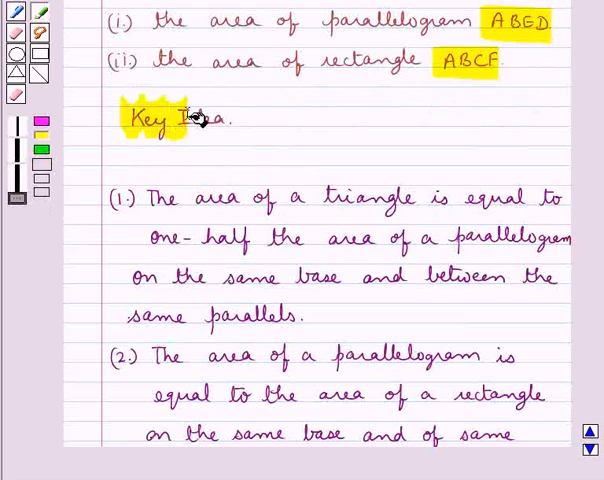 (i.) the area of parallelogram ABED
(ii) the area of rectangle ABCF.
Key Idea.
(1.) The area of a triangle is equal to
one-half the area of a parallelogram
on the same base and between the
same parallels.
(2.) The area of a parallelogram is
equal to the area of a rectangle
on the same base and of same